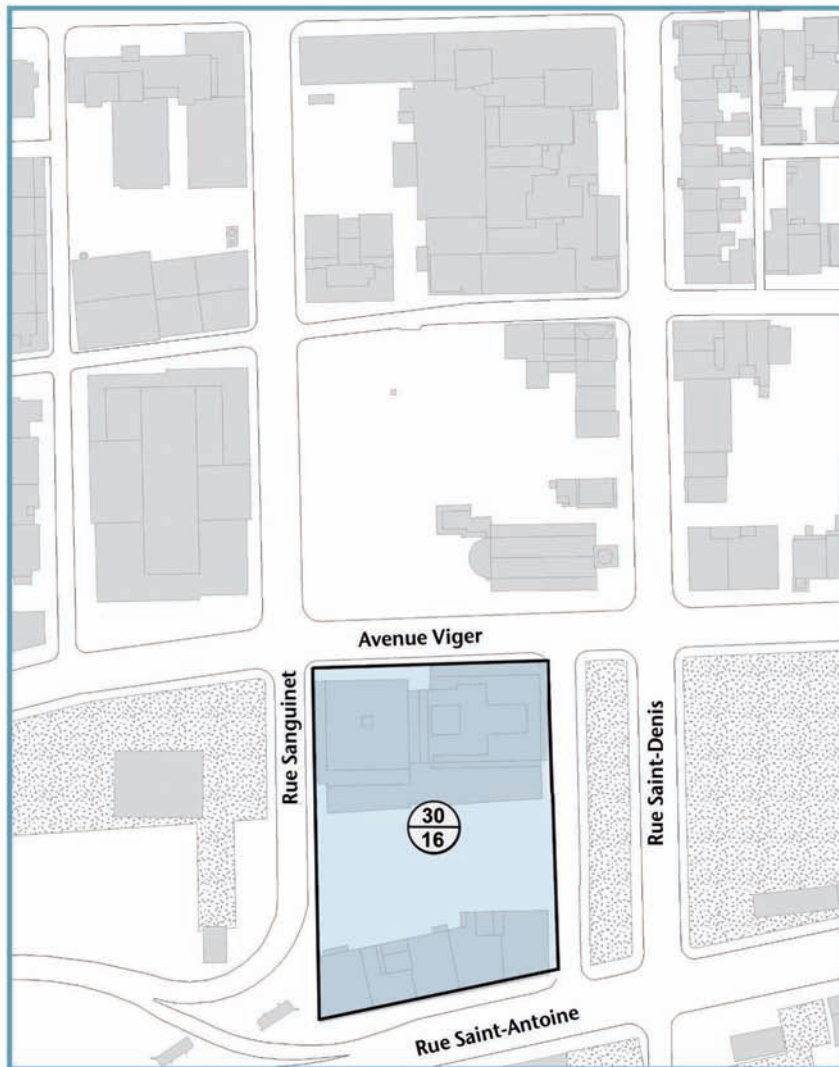 Avenue Viger
Rue Sanguinet
Rue Saint-Denis
30
16
Rue Saint-Antoine